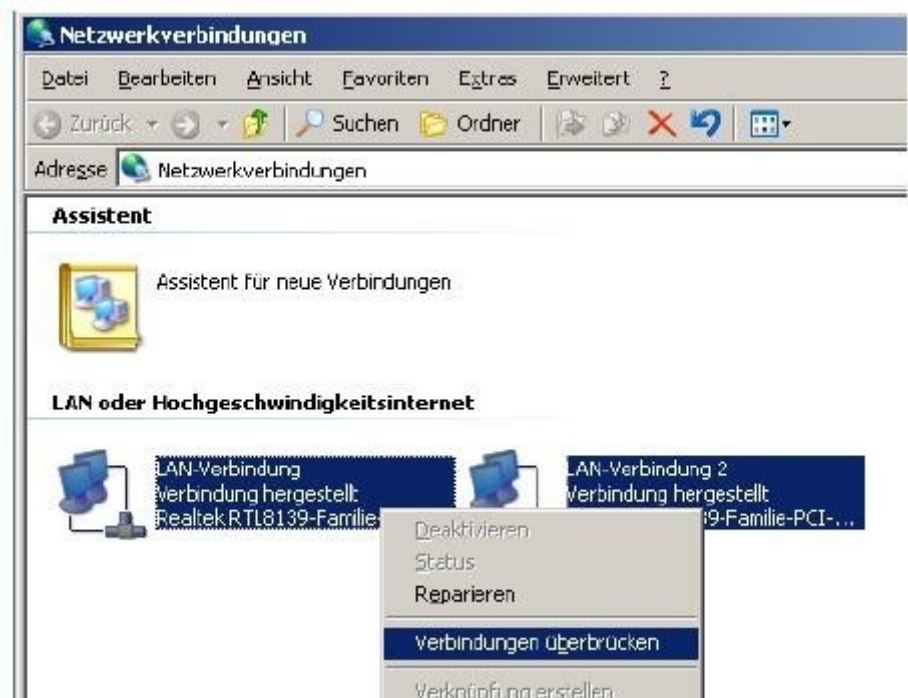 Netzwerkverbindungen
Datei Bearbeiten Ansicht Favoriten Extras Erweitert ?
Zurück Suchen Ordner
Adresse Netzwerkverbindungen
Assistent
Assistent für neue Verbindungen
LAN oder Hochgeschwindigkeitsinternet
LAN-Verbindung
Verbindung hergestellt
Realtek RTL8139-Familie
LAN-Verbindung 2
Verbindung hergestellt
39-Familie-PCI-...
Deaktivieren
Status
Reparieren
Verbindungen überbrücken
Verknüpfung erstellen